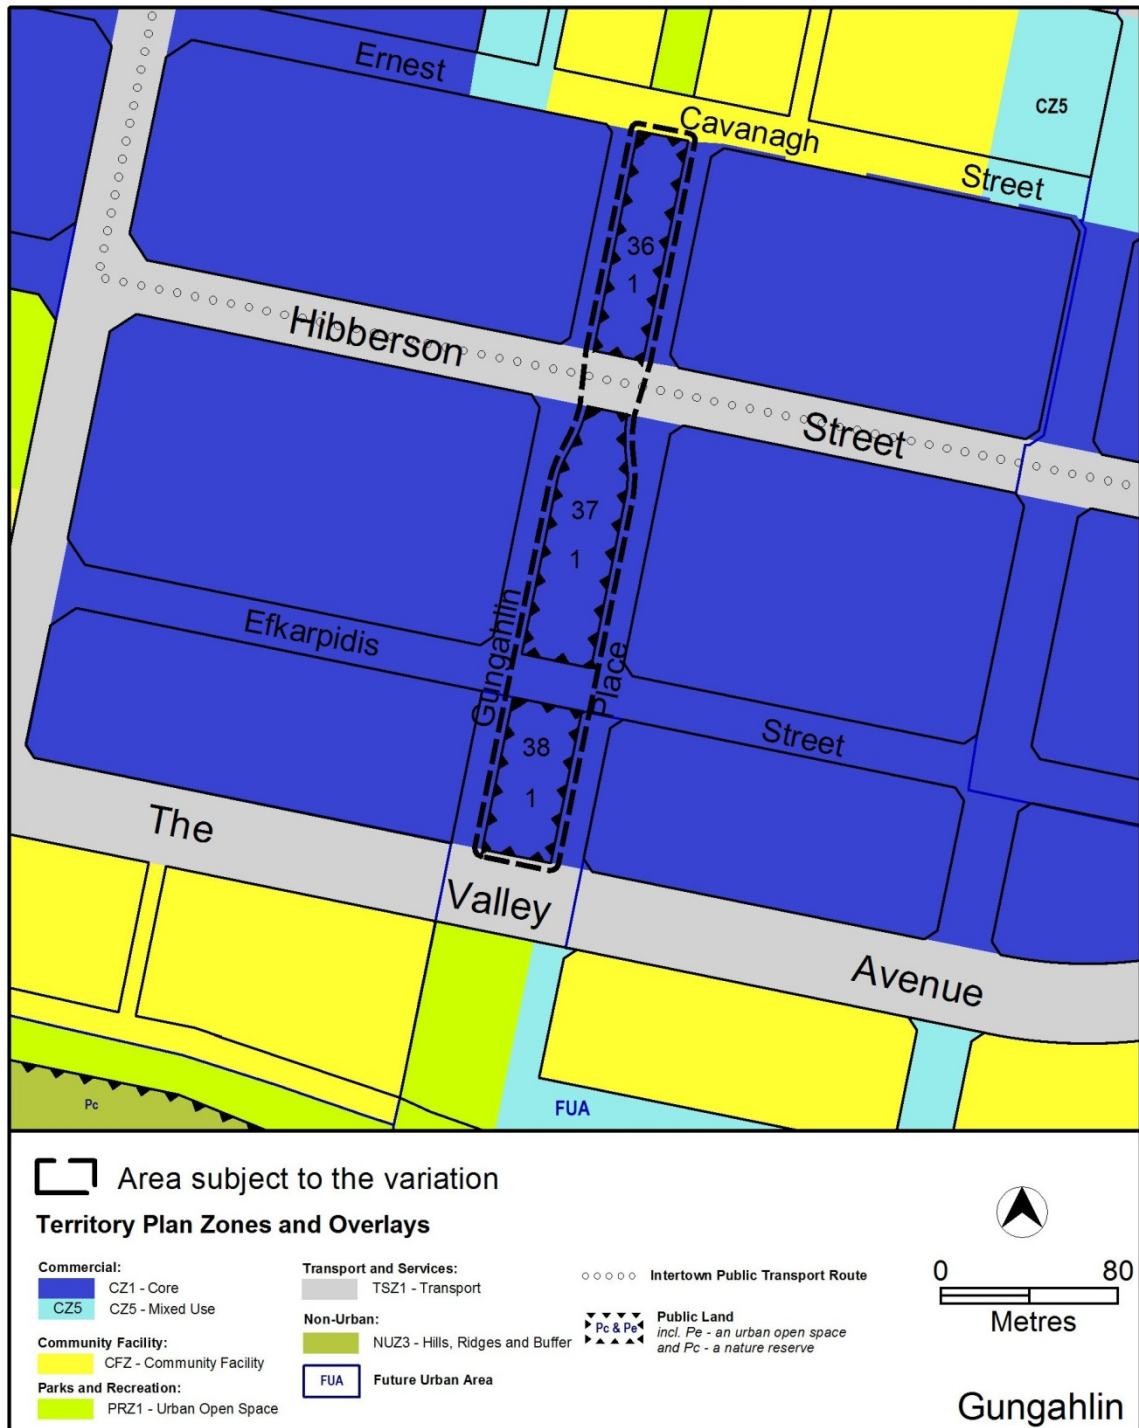 Ernest
Cavanagh
Street
CZ5
36
1
Hibberson
Street
37
1
Gungahlin
Place
Efkarpidis
Street
38
1
The
Valley
Avenue
Pc
FUA
Area subject to the variation
Territory Plan Zones and Overlays
Commercial:
CZ1 - Core
CZ5 CZ5 - Mixed Use
Community Facility:
CFZ - Community Facility
Parks and Recreation:
PRZ1 - Urban Open Space
Transport and Services:
TSZ1 - Transport
Non-Urban:
NUZ3 - Hills, Ridges and Buffer
FUA Future Urban Area
Intertown Public Transport Route
Pc & Pe Public Land
incl. Pe - an urban open space
and Pc - a nature reserve
0 80
Metres
Gungahlin